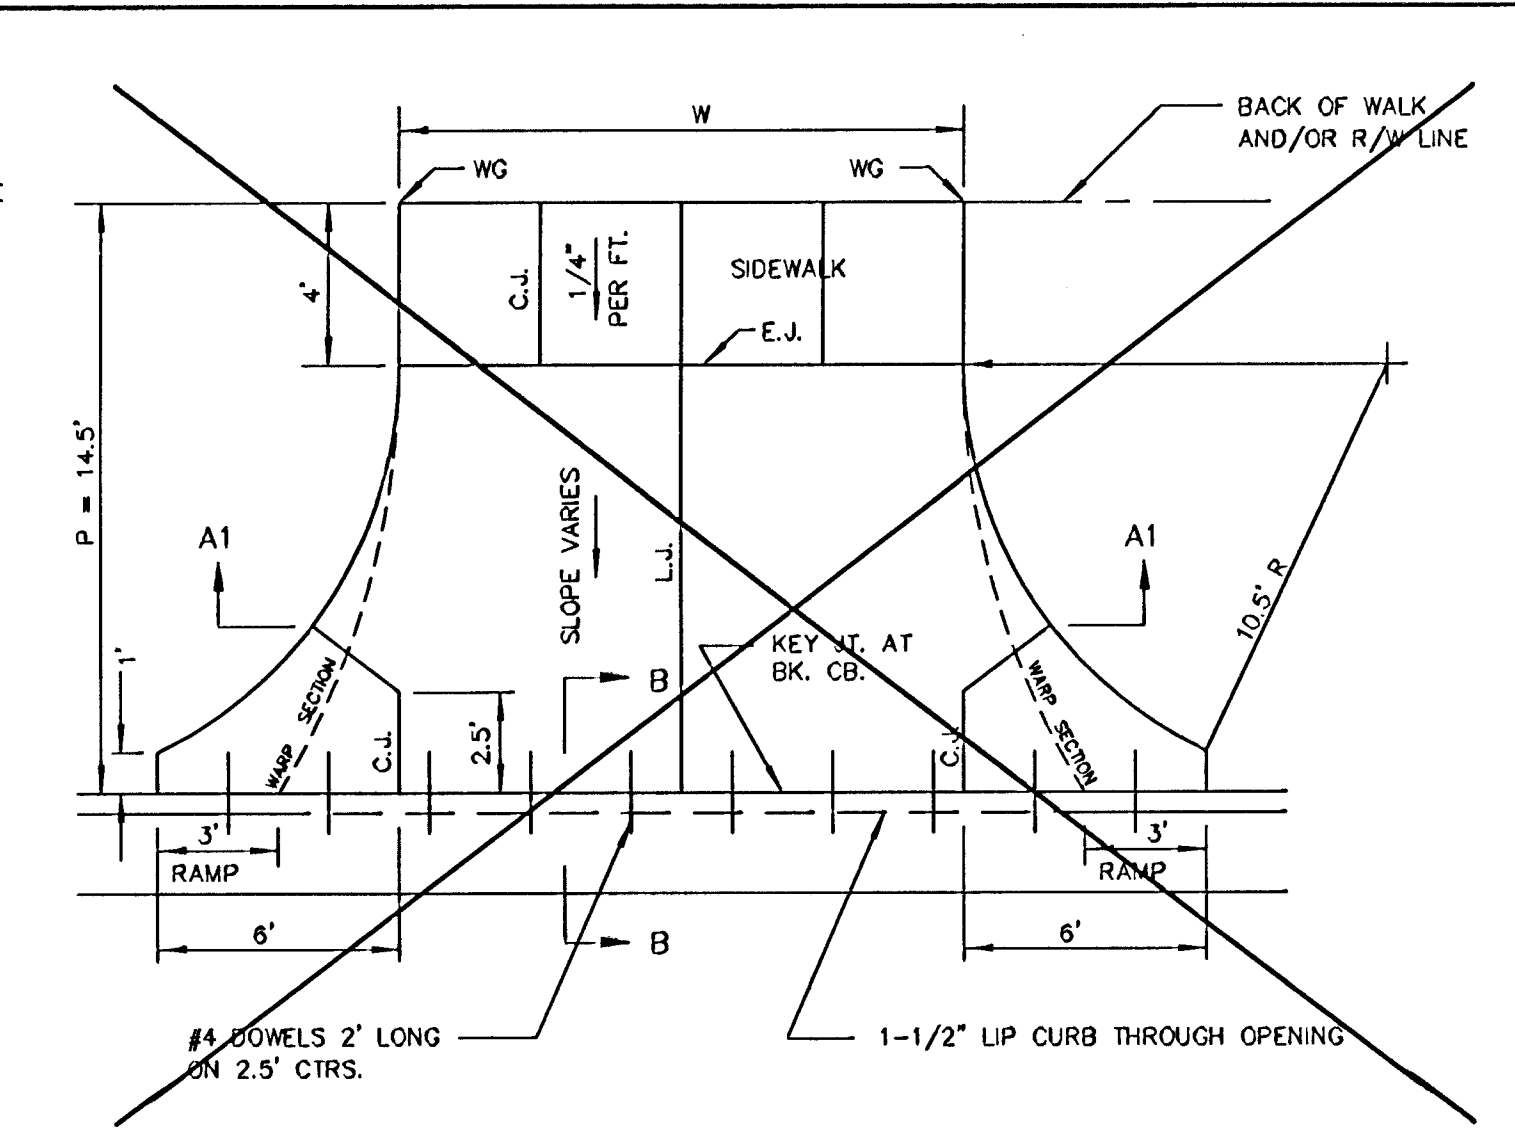 W
BACK OF WALK
AND/OR R/W LINE
WG
WG
4'
C.J.
1/4"
PER FT.
SIDEWALK
E.J.
P = 14.5'
A1
SLOPE VARIES
L.J.
A1
10.5' R
1'
WARP SECTION
C.J.
2.5'
B
KEY JT. AT
BK. CB.
C.J.
WARP SECTION
3'
RAMP
3'
RAMP
6'
B
6'
#4 DOWELS 2' LONG
ON 2.5' CTRS.
1-1/2" LIP CURB THROUGH OPENING